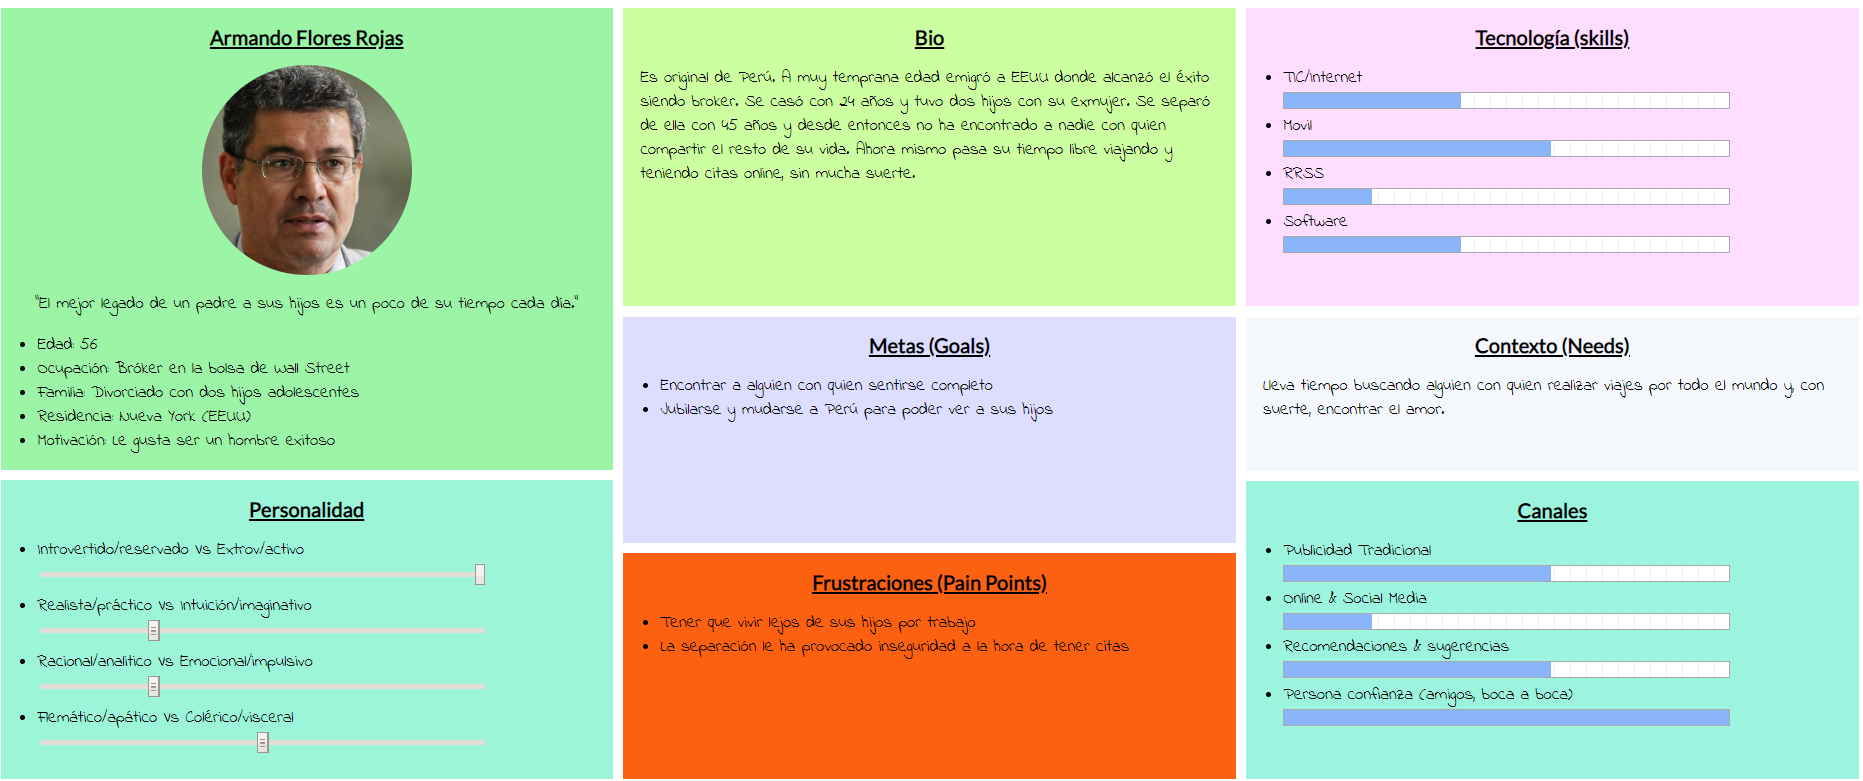 Armando Flores Rojas
"El mejor legado de un padre a sus hijos es un poco de su tiempo cada día."
Edad: 56
Ocupación: Bróker en la bolsa de Wall Street
Familia: Divorciado con dos hijos adolescentes
Residencia: Nueva York (EEUU)
Motivación: Le gusta ser un hombre exitoso
Personalidad
Introvertido/reservado Vs Extrov/activo
Realista/práctico Vs Intuición/imaginativo
Racional/analítico Vs Emocional/impulsivo
Flemático/apático Vs Colérico/visceral
Bio
Es original de Perú. A muy temprana edad emigró a EEUU donde alcanzó el éxito
siendo broker. Se casó con 24 años y tuvo dos hijos con su exmujer. Se separó
de ella con 45 años y desde entonces no ha encontrado a nadie con quien
compartir el resto de su vida. Ahora mismo pasa su tiempo libre viajando y
teniendo citas online, sin mucha suerte.
Metas (Goals)
Encontrar a alguien con quien sentirse completo
Jubilarse y mudarse a Perú para poder ver a sus hijos
Frustraciones (Pain Points)
Tener que vivir lejos de sus hijos por trabajo
La separación le ha provocado inseguridad a la hora de tener citas
Tecnología (skills)
TIC/Internet
Movil
RRSS
Software
Contexto (Needs)
Lleva tiempo buscando alguien con quien realizar viajes por todo el mundo y, con
suerte, encontrar el amor.
Canales
Publicidad Tradicional
Online & Social Media
Recomendaciones & sugerencias
Persona confianza (amigos, boca a boca)